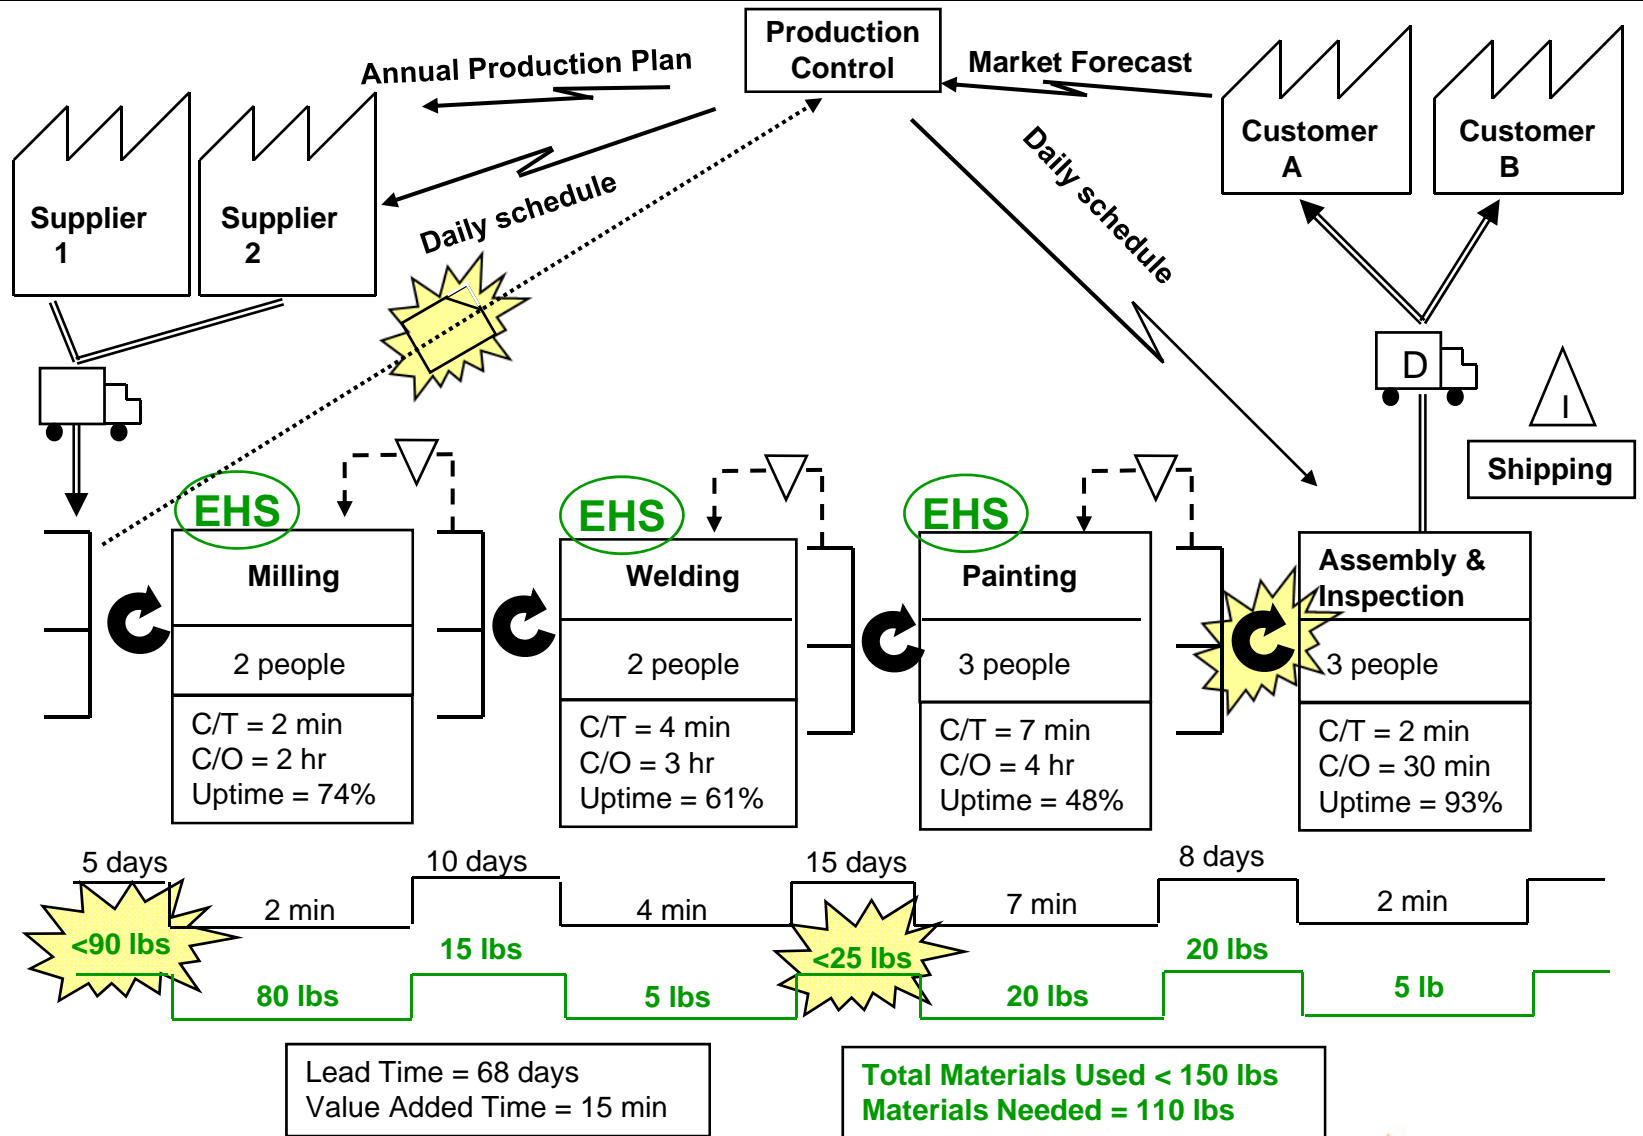 Production
Control
Annual Production Plan
Market Forecast
Customer
A
Customer
B
Supplier
1
Supplier
2
Daily schedule
Daily schedule
D
I
Shipping
EHS
EHS
EHS
Milling
2 people
C/T = 2 min
C/O = 2 hr
Uptime = 74%
Welding
2 people
C/T = 4 min
C/O = 3 hr
Uptime = 61%
Painting
3 people
C/T = 7 min
C/O = 4 hr
Uptime = 48%
Assembly &
Inspection
3 people
C/T = 2 min
C/O = 30 min
Uptime = 93%
5 days
2 min
10 days
4 min
15 days
7 min
8 days
2 min
<90 lbs
80 lbs
15 lbs
5 lbs
<25 lbs
20 lbs
20 lbs
5 lb
Lead Time = 68 days
Value Added Time = 15 min
Total Materials Used < 150 lbs
Materials Needed = 110 lbs